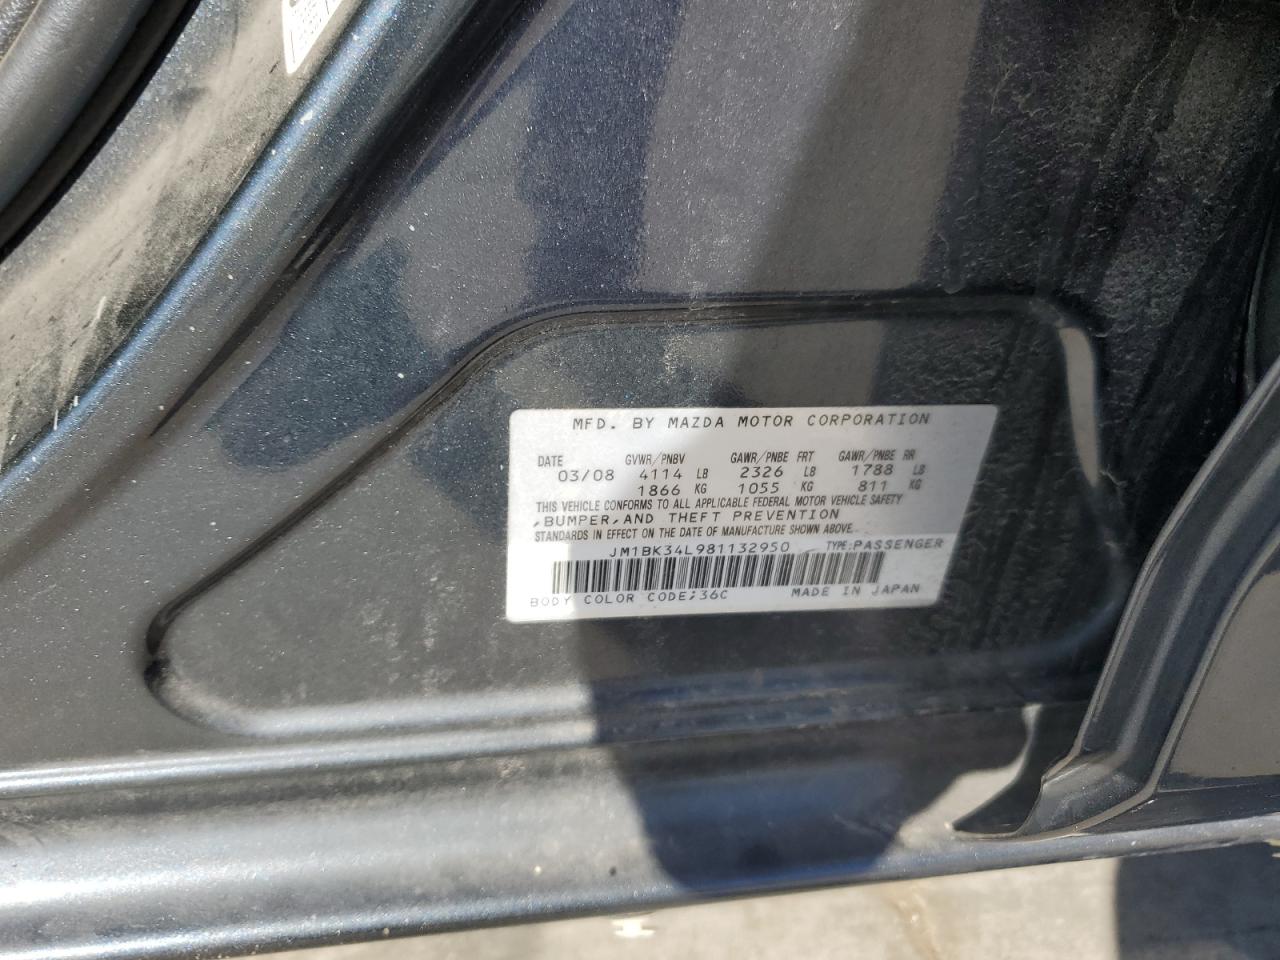 MFD. BY MAZDA MOTOR CORPORATION
DATE GVWR/PNBV GAWR/PNBE FRT GAWR/PNBE RR
03/08 4114 LB 2326 LB 1788 LB
1866 KG 1055 KG 811 KG
THIS VEHICLE CONFORMS TO ALL APPLICABLE FEDERAL MOTOR VEHICLE SAFETY
,BUMPER,AND THEFT PREVENTION
STANDARDS IN EFFECT ON THE DATE OF MANUFACTURE SHOWN ABOVE.
JM1BK34L981132950 TYPE:PASSENGER
BODY COLOR CODE;36C MADE IN JAPAN